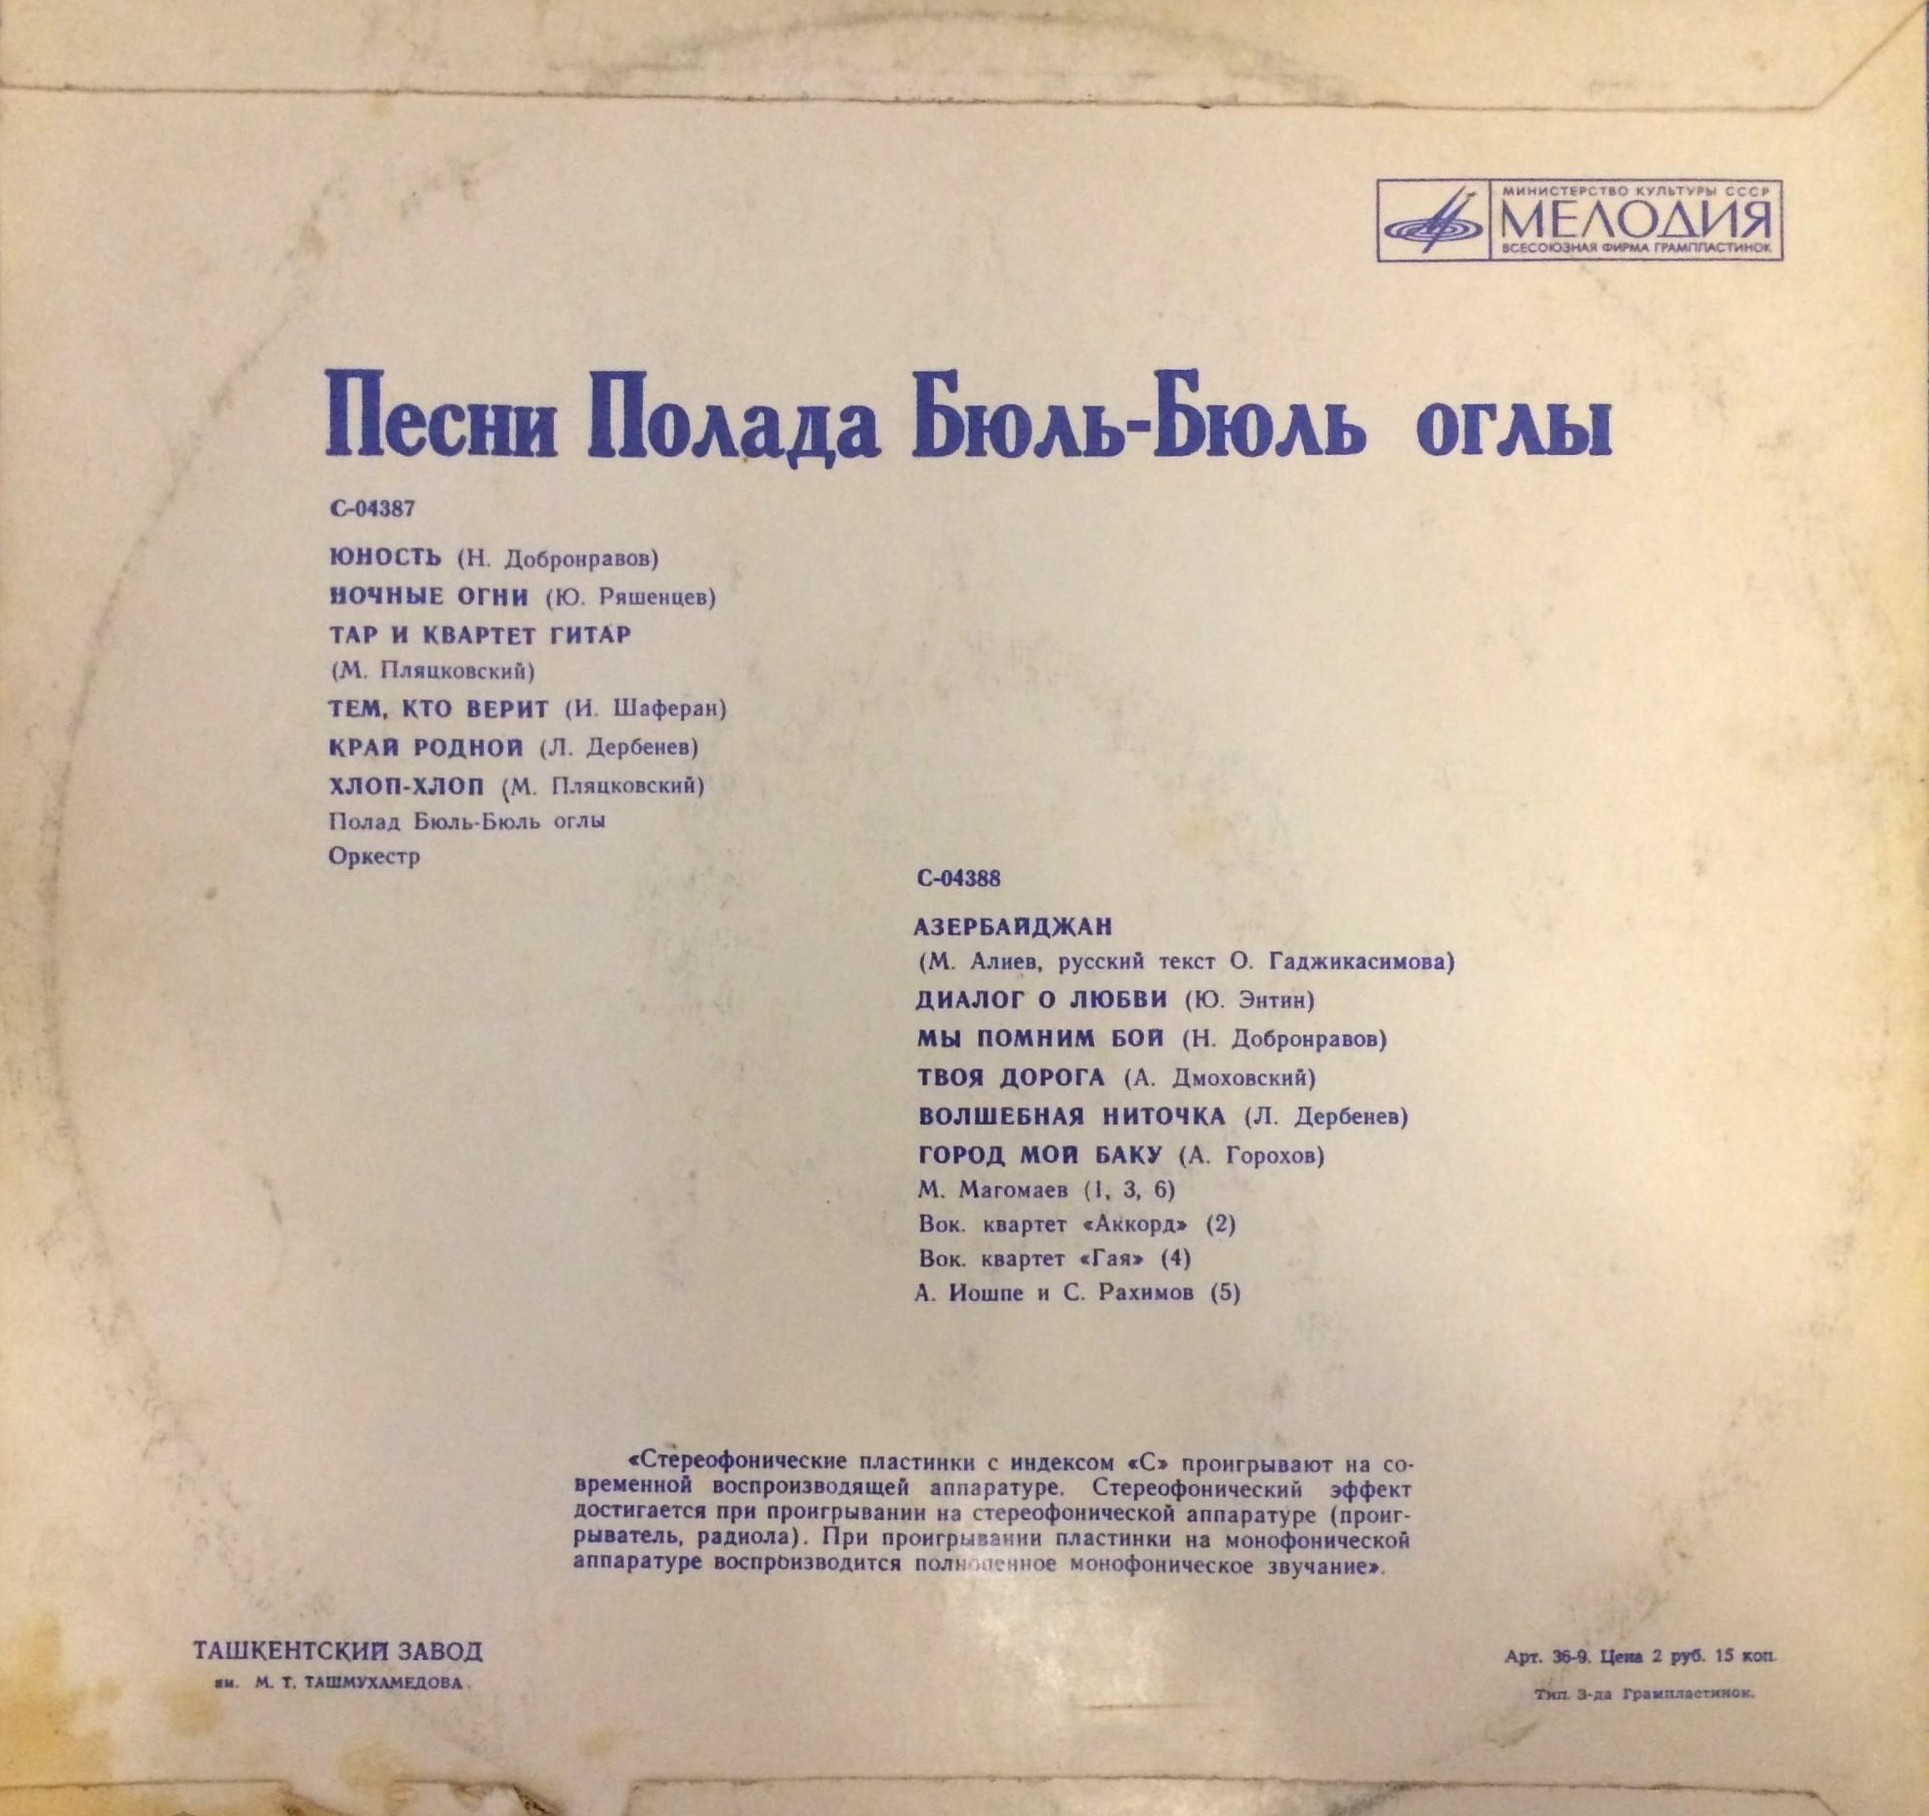 МИНИСТЕРСТВО КУЛЬТУРЫ СССР
МЕЛОДИЯ
ВСЕСОЮЗНАЯ ФИРМА ГРАМПЛАСТИНОК
Песни Полада Бюль-Бюль оглы
С-04387
ЮНОСТЬ (Н. Добронравов)
НОЧНЫЕ ОГНИ (Ю. Ряшенцев)
ТАР И КВАРТЕТ ГИТАР
(М. Пляцковский)
ТЕМ, КТО ВЕРИТ (И. Шаферан)
КРАЙ РОДНОЙ (Л. Дербенев)
ХЛОП-ХЛОП (М. Пляцковский)
Полад Бюль-Бюль оглы
Оркестр
С-04388
АЗЕРБАЙДЖАН
(М. Алиев, русский текст О. Гаджикасимова)
ДИАЛОГ О ЛЮБВИ (Ю. Энтин)
МЫ ПОМНИМ БОЙ (Н. Добронравов)
ТВОЯ ДОРОГА (А. Дмоховский)
ВОЛШЕБНАЯ НИТОЧКА (Л. Дербенев)
ГОРОД МОЙ БАКУ (А. Горохов)
М. Магомаев (1, 3, 6)
Вок. квартет «Аккорд» (2)
Вок. квартет «Гая» (4)
А. Иошпе и С. Рахимов (5)
«Стереофонические пластинки с индексом «С» проигрывают на со-
временной воспроизводящей аппаратуре. Стереофонический эффект
достигается при проигрывании на стереофонической аппаратуре (проиг-
рыватель, радиола). При проигрывании пластинки на монофонической
аппаратуре воспроизводится полноценное монофоническое звучание».
ТАШКЕНТСКИЙ ЗАВОД
им. М. Т. ТАШМУХАМЕДОВА.
Арт. 36-9. Цена 2 руб. 15 коп.
Тип. З-да Грампластинок.